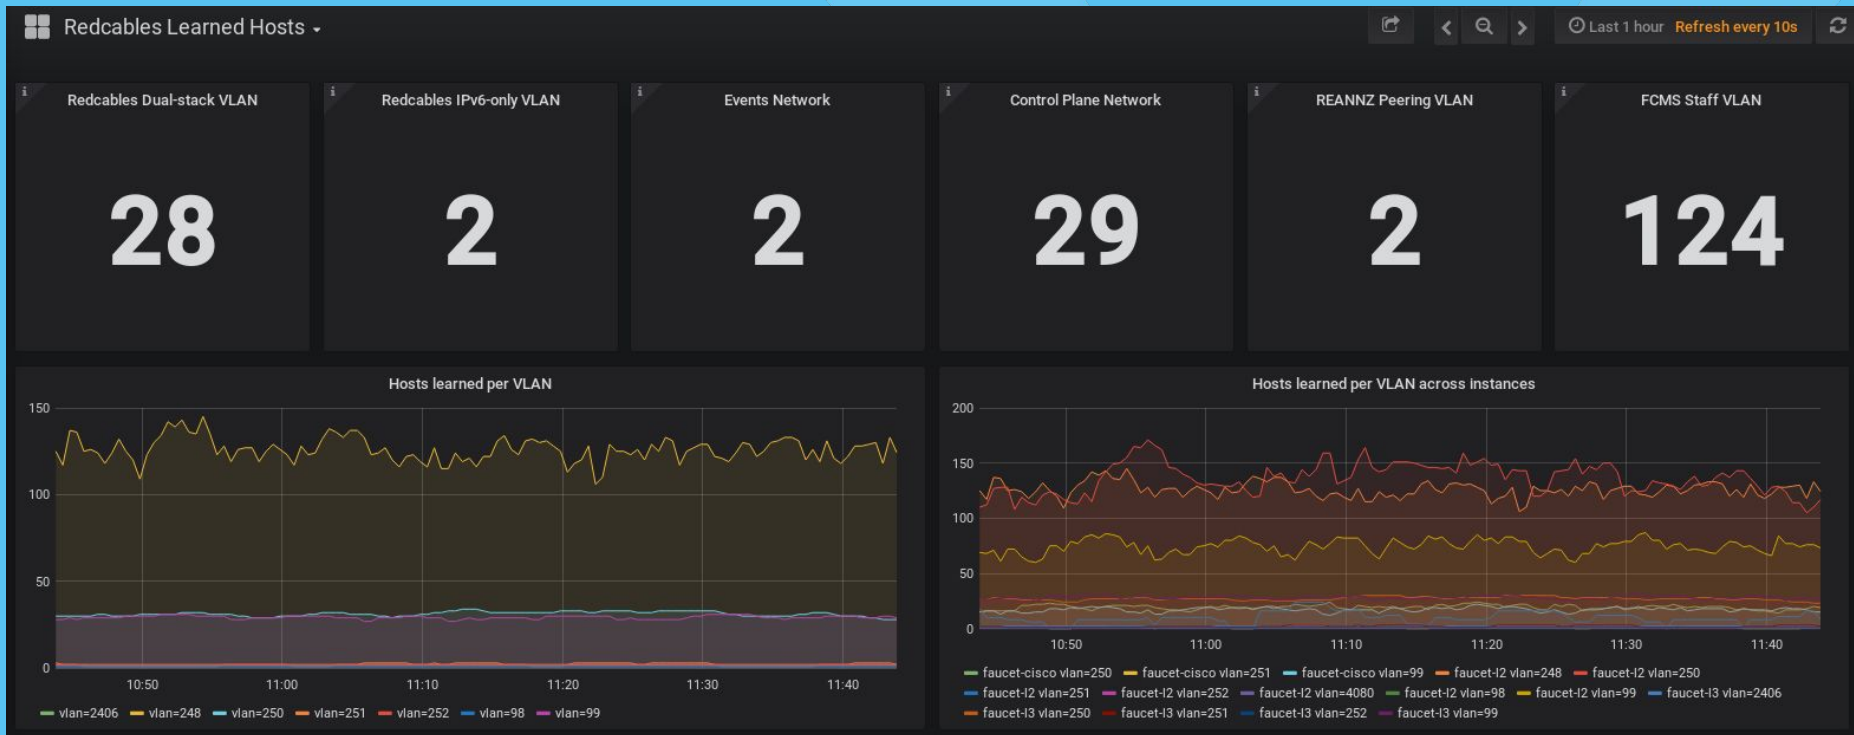 Redcables Learned Hosts
Last 1 hour Refresh every 10s
Redcables Dual-stack VLAN
28
Redcables IPv6-only VLAN
2
Events Network
2
Control Plane Network
29
REANNZ Peering VLAN
2
FCMS Staff VLAN
124
Hosts learned per VLAN
150
100
50
0
10:50 11:00 11:10 11:20 11:30 11:40
vlan=2406 vlan=248 vlan=250 vlan=251 vlan=252 vlan=98 vlan=99
Hosts learned per VLAN across instances
200
150
100
50
0
10:50 11:00 11:10 11:20 11:30 11:40
faucet-cisco vlan=250 faucet-cisco vlan=251 faucet-cisco vlan=99 faucet-l2 vlan=248 faucet-l2 vlan=250
faucet-l2 vlan=251 faucet-l2 vlan=252 faucet-l2 vlan=4080 faucet-l2 vlan=98 faucet-l2 vlan=99 faucet-l3 vlan=2406
faucet-l3 vlan=250 faucet-l3 vlan=251 faucet-l3 vlan=252 faucet-l3 vlan=99